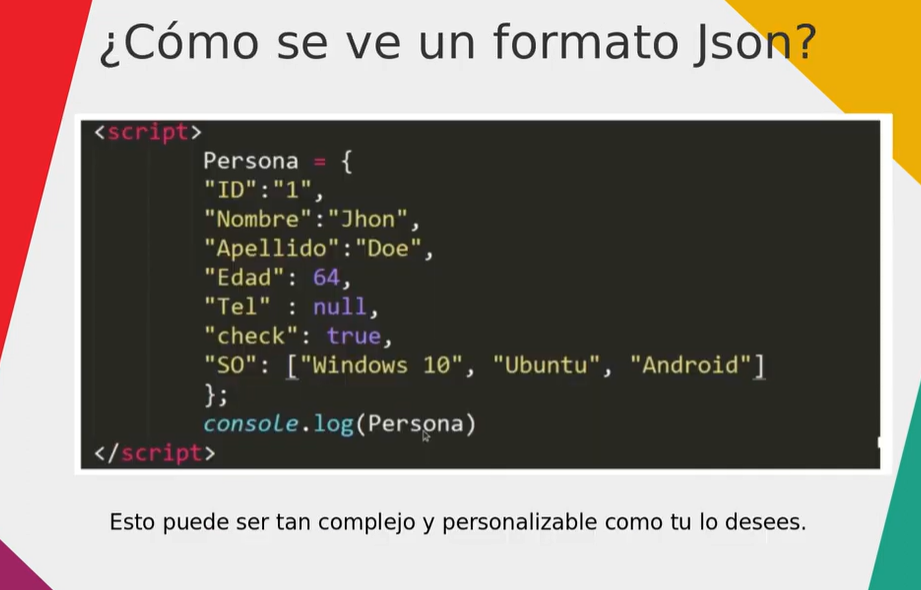 ¿Cómo se ve un formato Json?
<script>
Persona = {
"ID":"1",
"Nombre":"Jhon",
"Apellido":"Doe",
"Edad": 64,
"Tel" : null,
"check": true,
"SO": ["Windows 10", "Ubuntu", "Android"]
};
console.log(Persona)
</script>
Esto puede ser tan complejo y personalizable como tu lo desees.